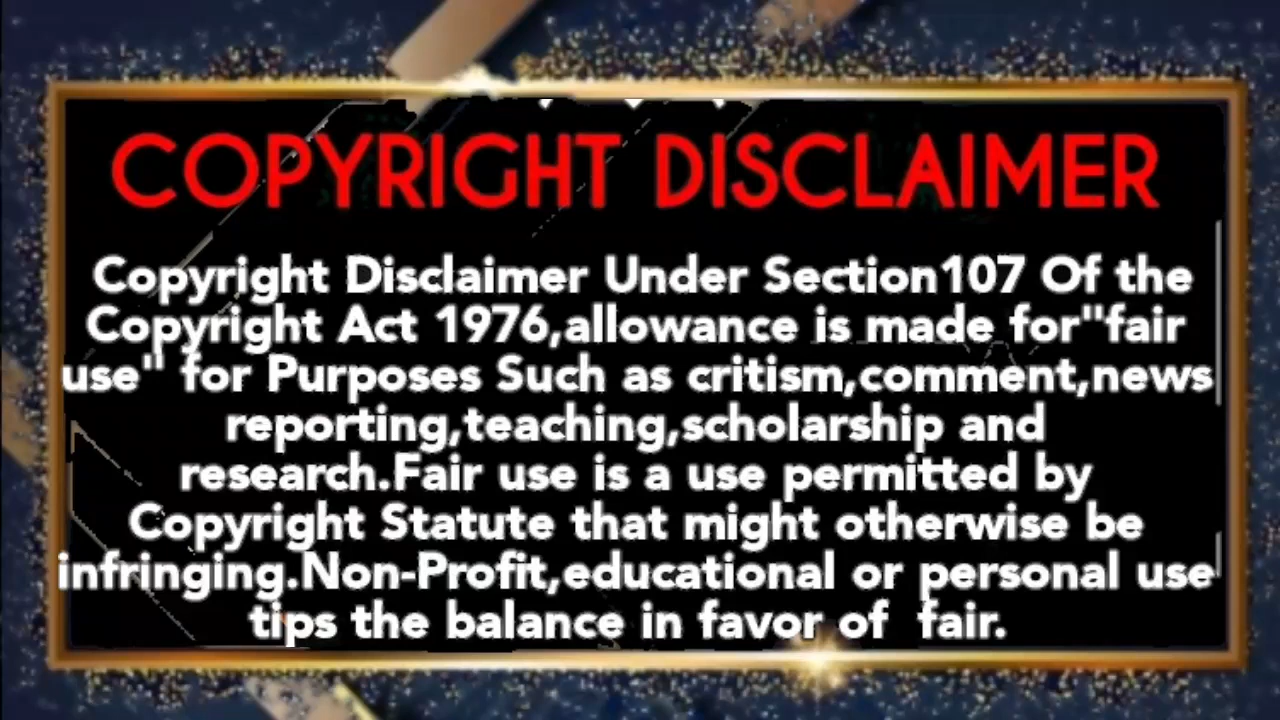 COPYRIGHT DISCLAIMER
Copyright Disclaimer Under Section107 Of the
Copyright Act 1976,allowance is made for"fair
use" for Purposes Such as critism,comment,news
reporting,teaching,scholarship and
research.Fair use is a use permitted by
Copyright Statute that might otherwise be
infringing.Non-Profit,educational or personal use
tips the balance in favor of  fair.